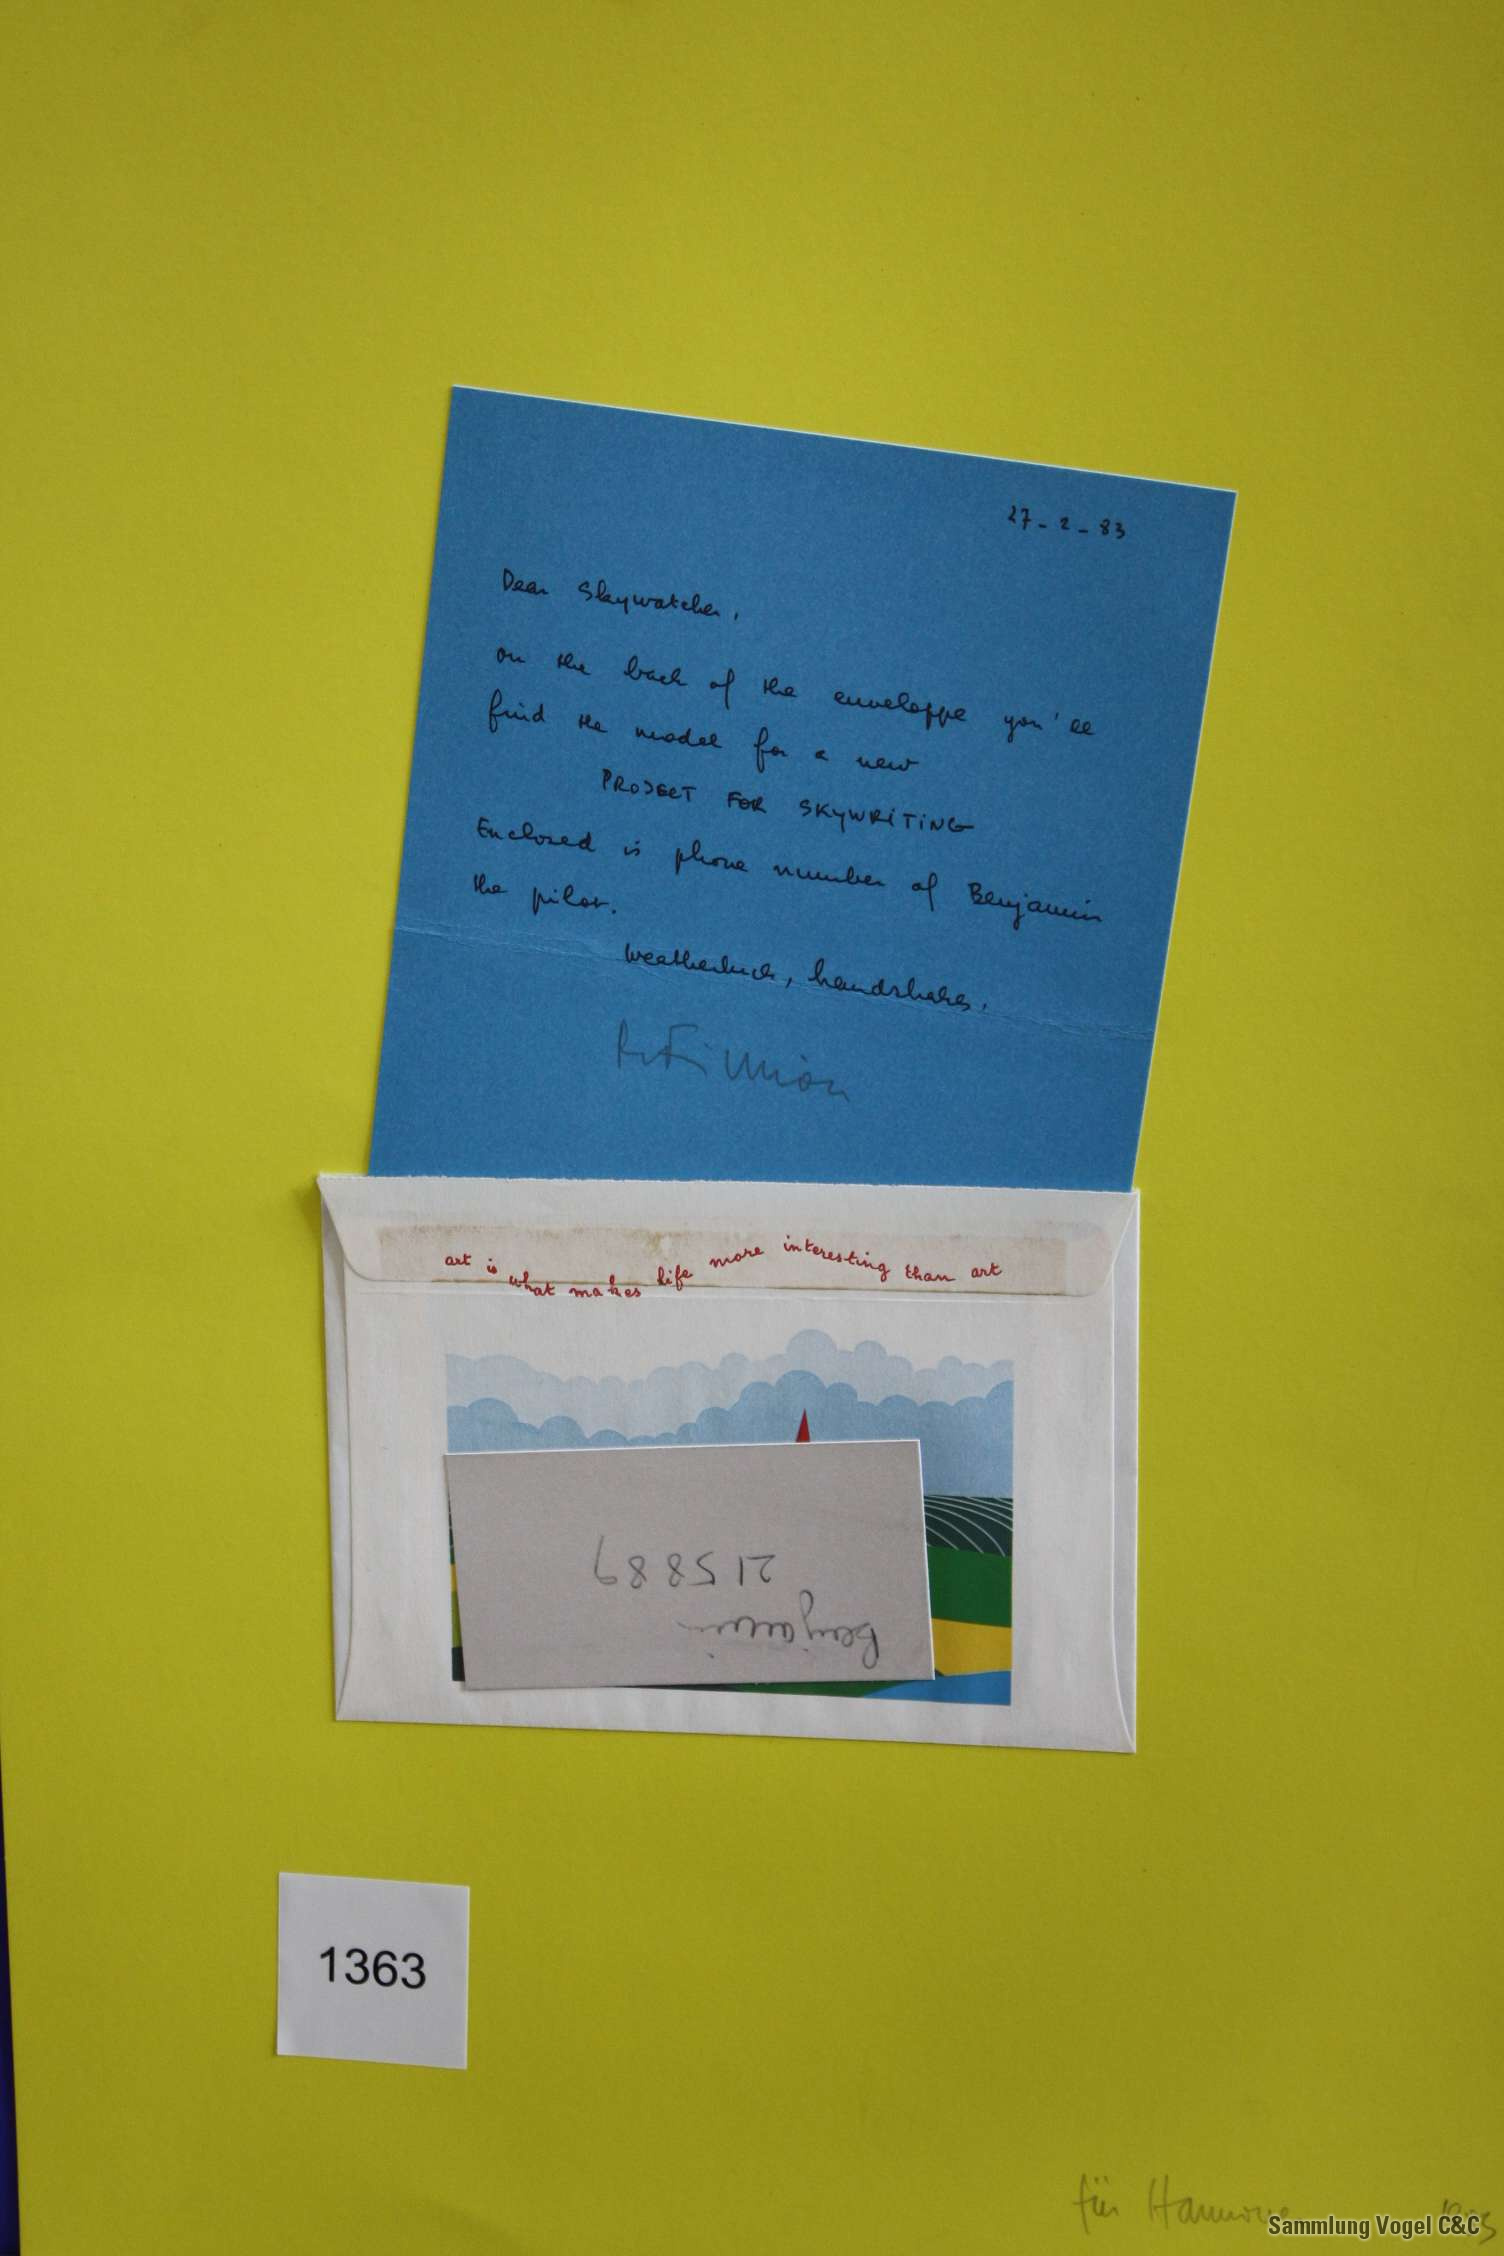 27-2-83
Dear Skywatcher,
on the back of the enveloppe you'll
find the model for a new
PROJECT FOR SKYWRITING
Enclosed is phone number of Benjamin
the pilot.
Weatherluck, handshakes,
art is what makes life more interesting than art
Benjamin
215889
1363
für
Sammlung Vogel C&C